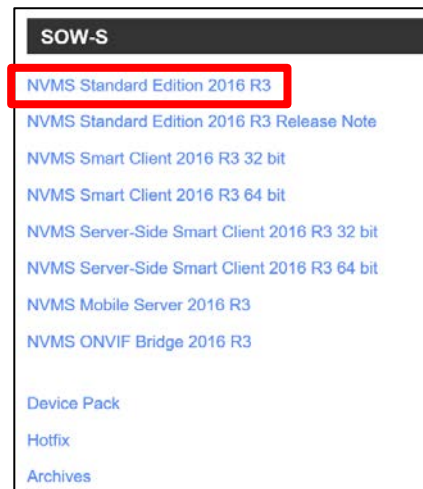 SOW-S
NVMS Standard Edition 2016 R3
NVMS Standard Edition 2016 R3 Release Note
NVMS Smart Client 2016 R3 32 bit
NVMS Smart Client 2016 R3 64 bit
NVMS Server-Side Smart Client 2016 R3 32 bit
NVMS Server-Side Smart Client 2016 R3 64 bit
NVMS Mobile Server 2016 R3
NVMS ONVIF Bridge 2016 R3
Device Pack
Hotfix
Archives